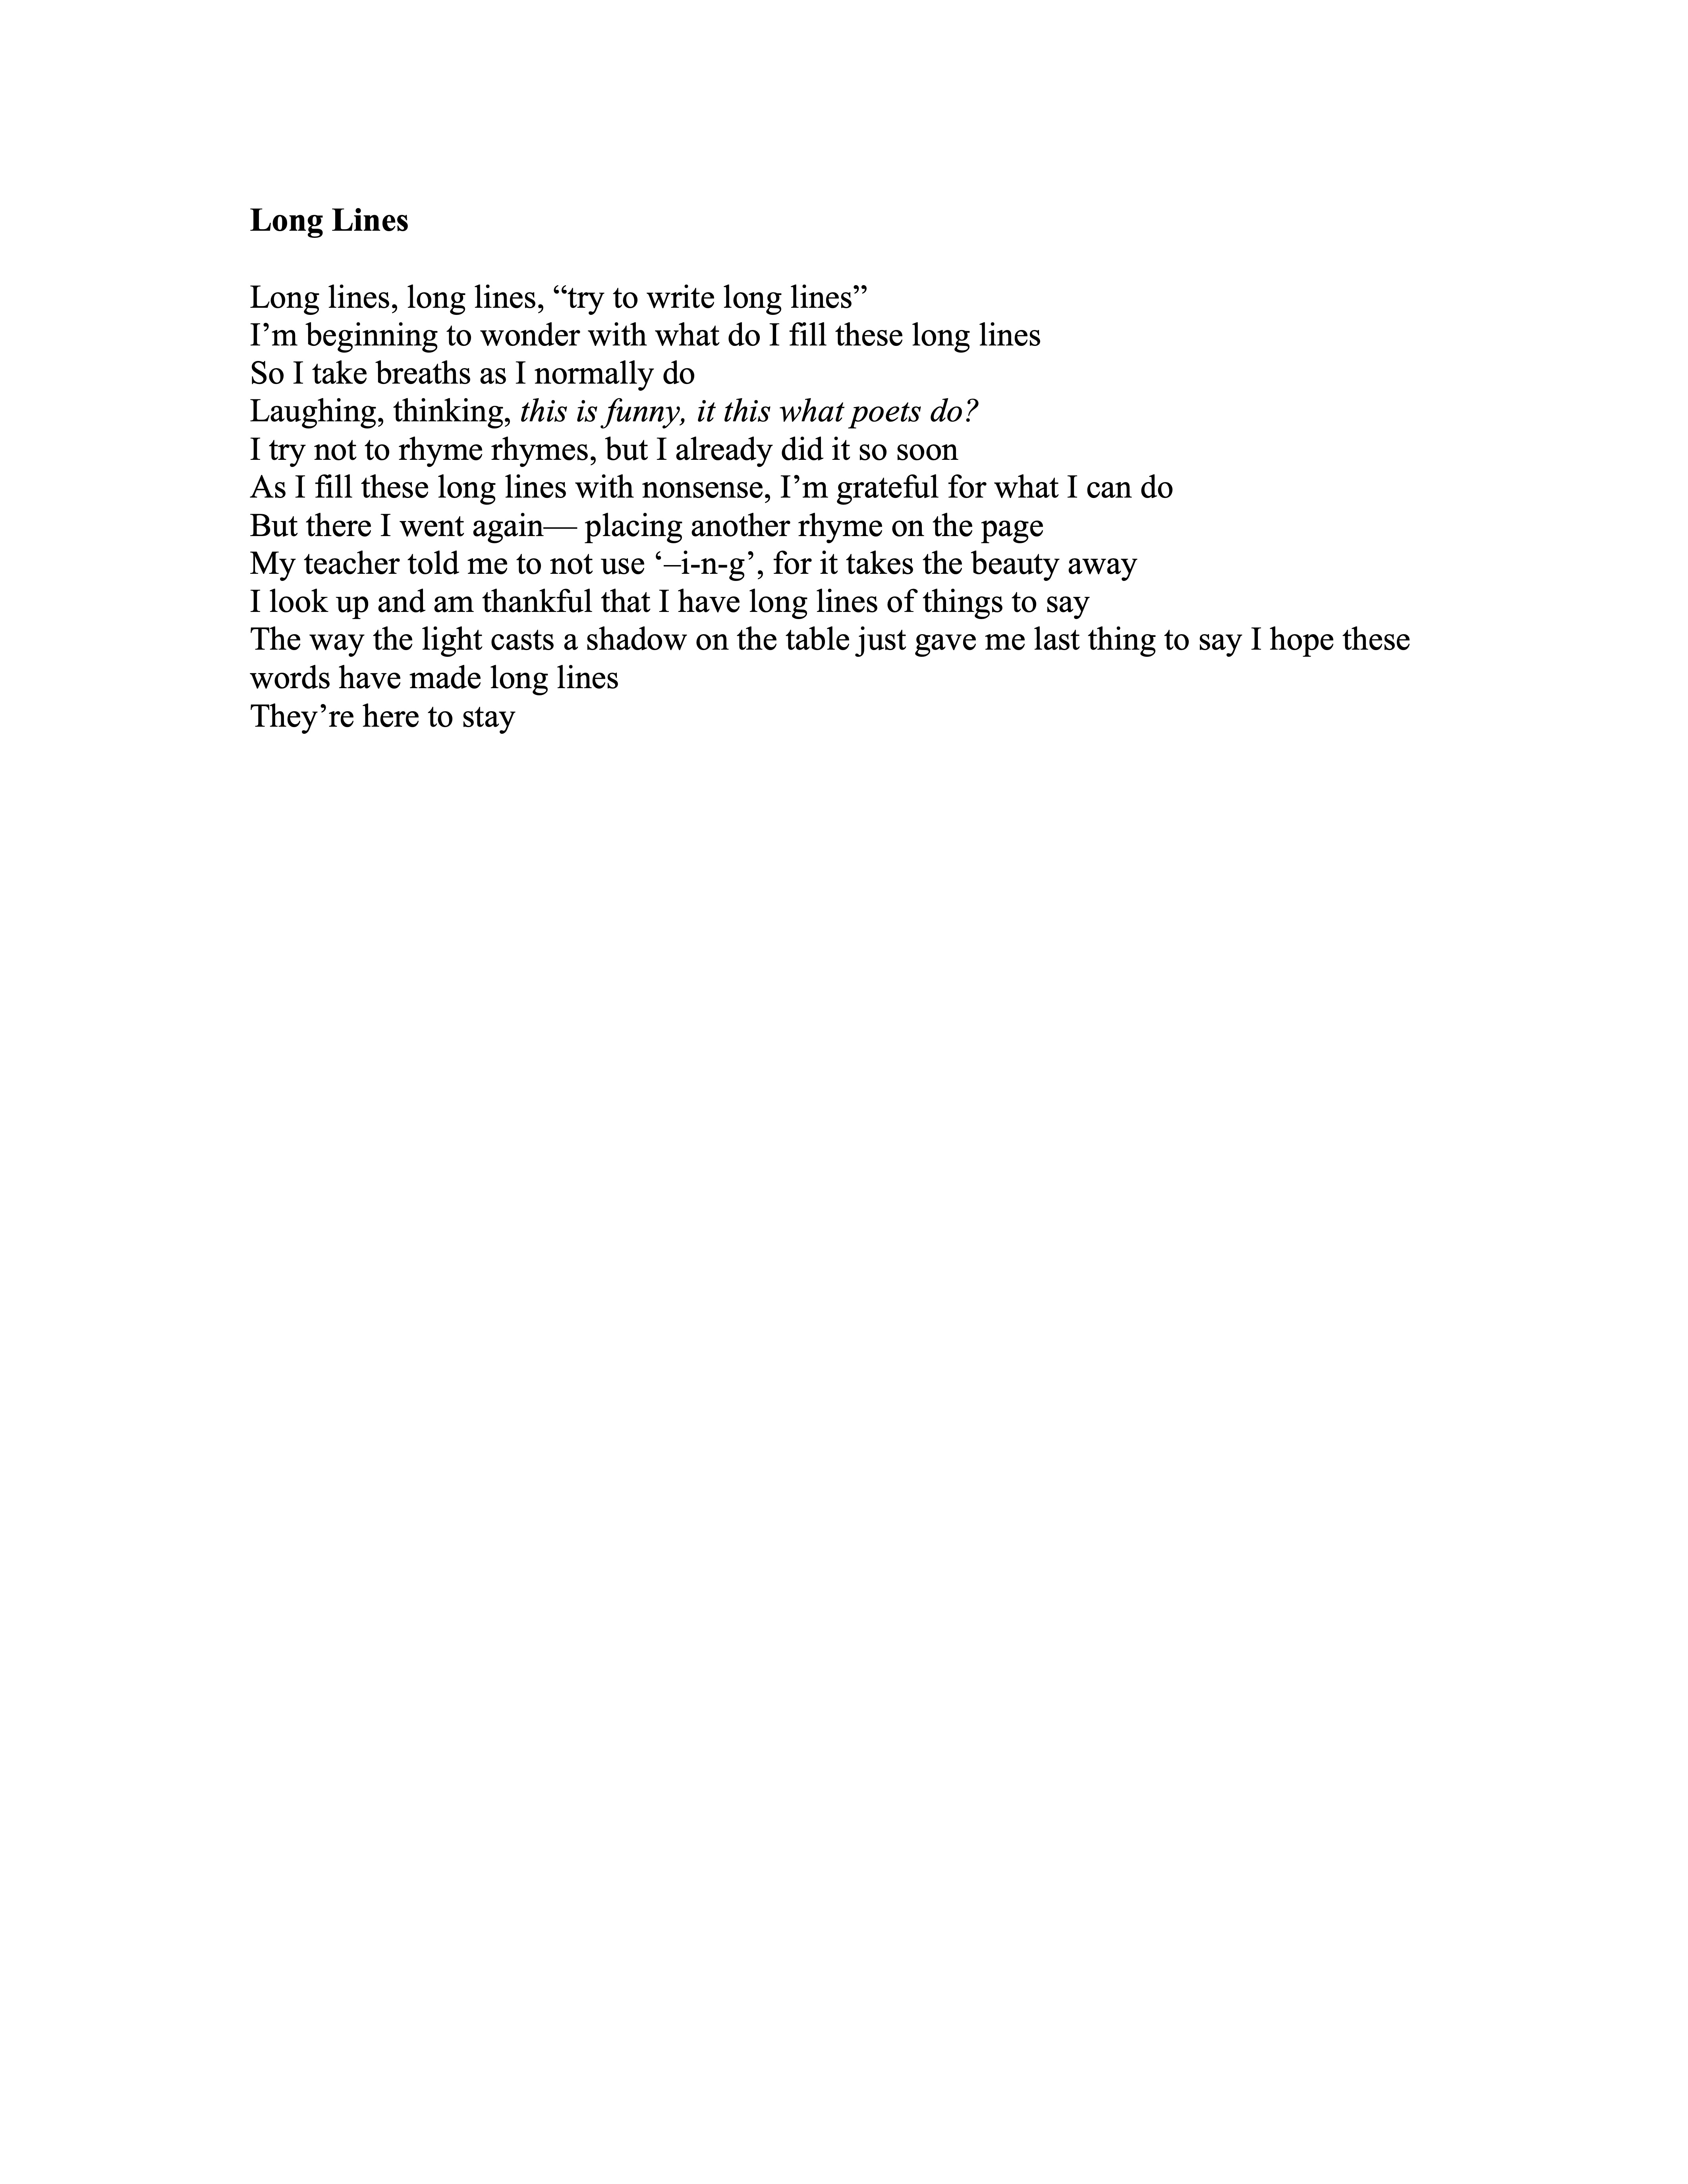 Long Lines
Long lines, long lines, “try to write long lines”
I’m beginning to wonder with what do I fill these long lines
So I take breaths as I normally do
Laughing, thinking, this is funny, it this what poets do?
I try not to rhyme rhymes, but I already did it so soon
As I fill these long lines with nonsense, I’m grateful for what I can do
But there I went again— placing another rhyme on the page
My teacher told me to not use ‘–i-n-g’, for it takes the beauty away
I look up and am thankful that I have long lines of things to say
The way the light casts a shadow on the table just gave me last thing to say I hope these
words have made long lines
They’re here to stay